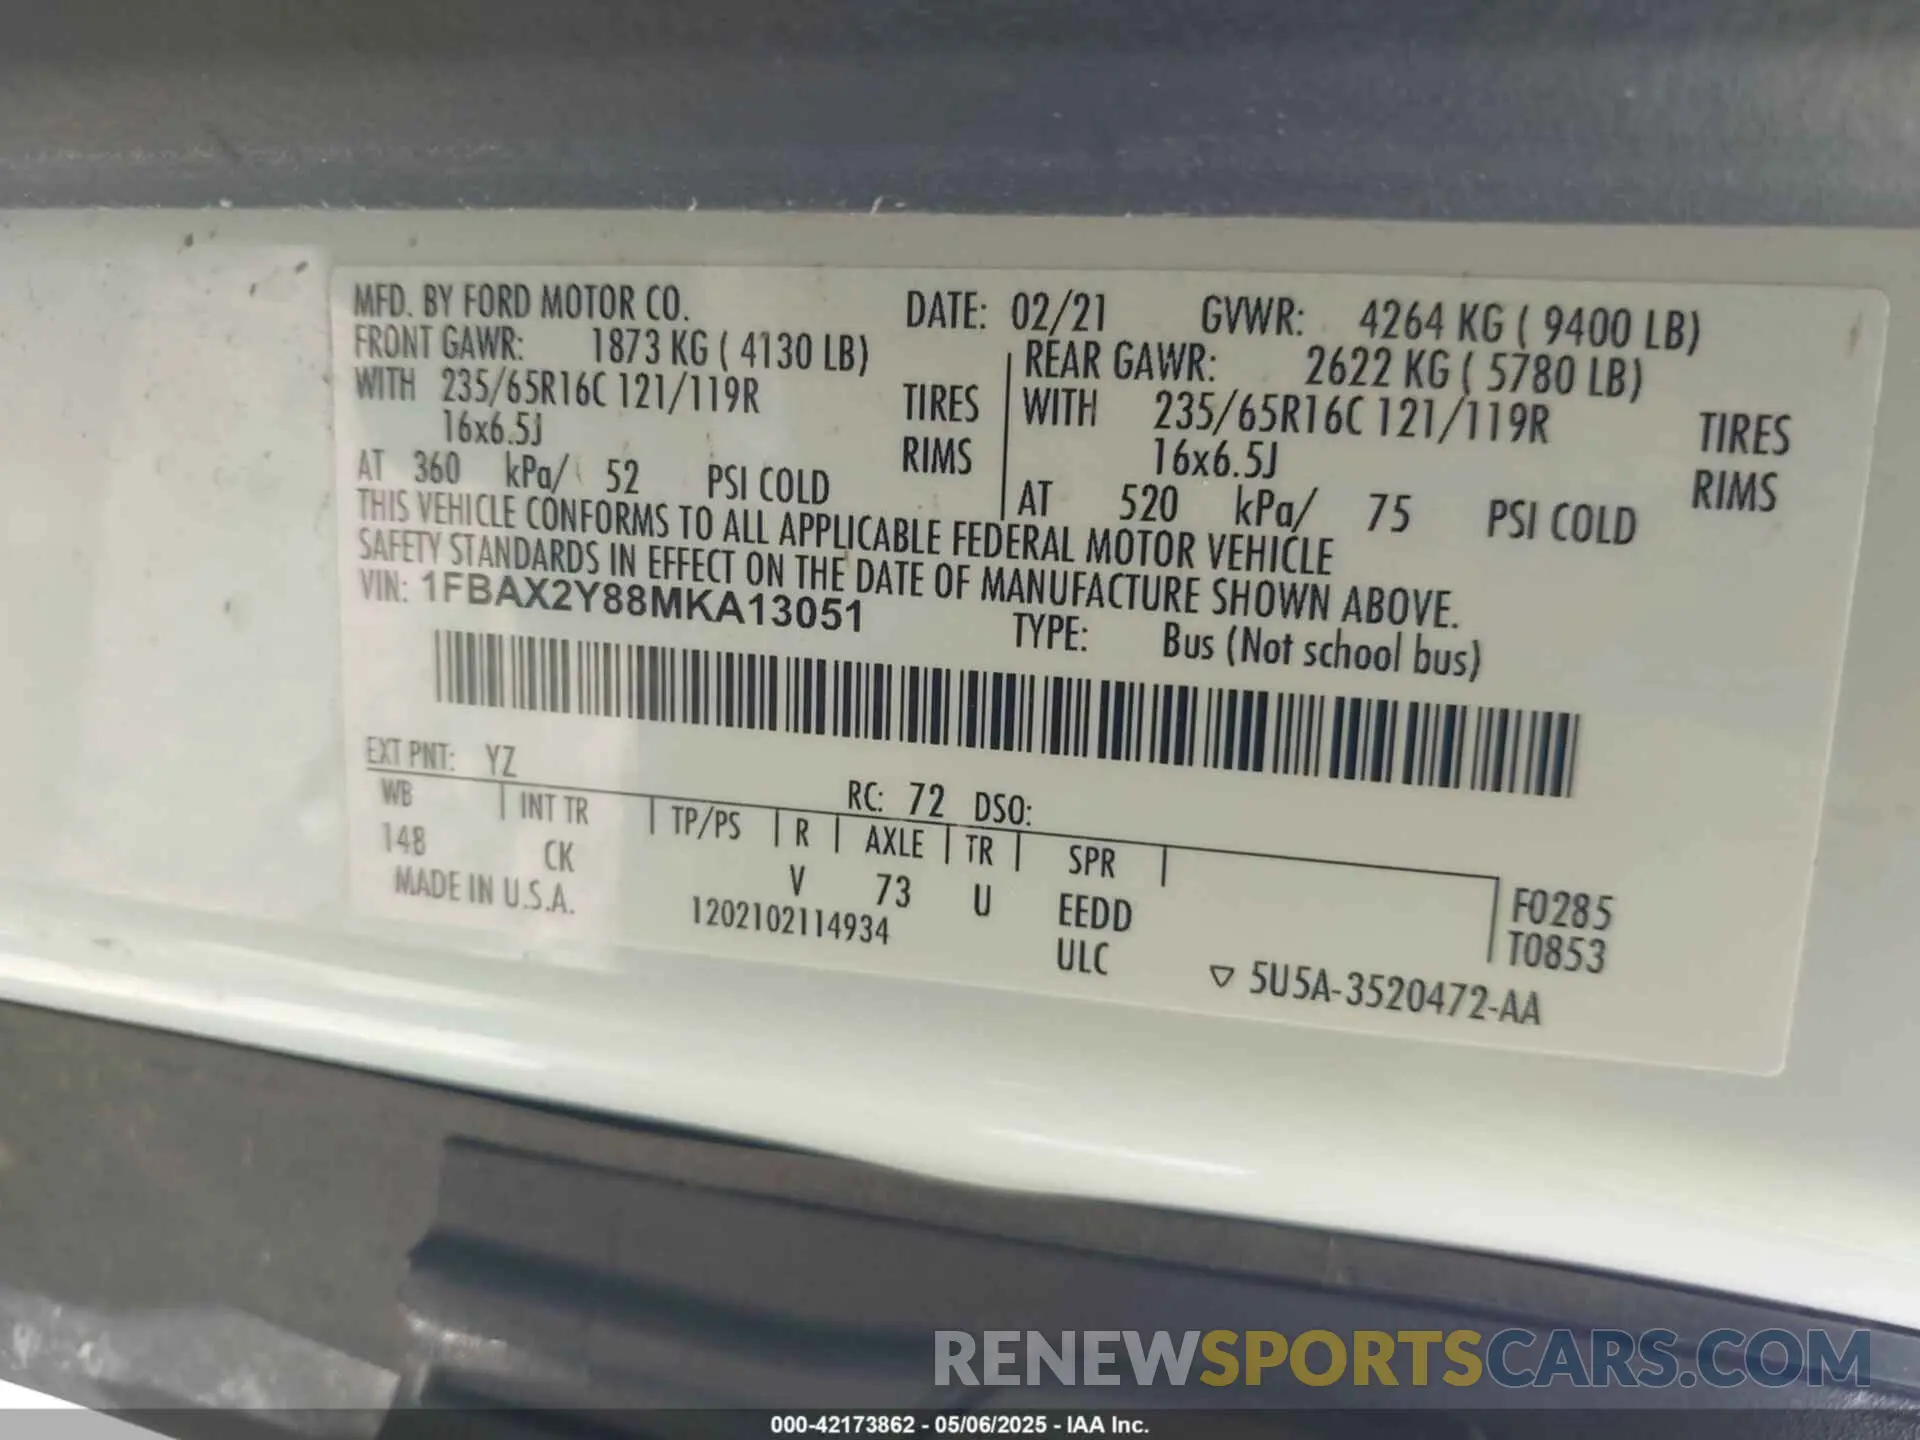 MFD. BY FORD MOTOR CO. DATE: 02/21 GVWR: 4264 KG ( 9400 LB)
FRONT GAWR: 1873 KG ( 4130 LB) REAR GAWR: 2622 KG ( 5780 LB)
WITH 235/65R16C 121/119R TIRES WITH 235/65R16C 121/119R TIRES
16x6.5J RIMS 16x6.5J RIMS
AT 360 kPa/ 52 PSI COLD AT 520 kPa/ 75 PSI COLD
THIS VEHICLE CONFORMS TO ALL APPLICABLE FEDERAL MOTOR VEHICLE
SAFETY STANDARDS IN EFFECT ON THE DATE OF MANUFACTURE SHOWN ABOVE.
VIN: 1FBAX2Y88MKA13051 TYPE: Bus (Not school bus)
EXT PNT: YZ RC: 72 DSO:
WB INT TR TP/PS R AXLE TR SPR
148 CK V 73 U EEDD F0285
ULC T0853
MADE IN U.S.A. 1202102114934 ▽ 5U5A-3520472-AA
RENEWSPORTSCARS.COM
000-42173862 - 05/06/2025 - IAA Inc.